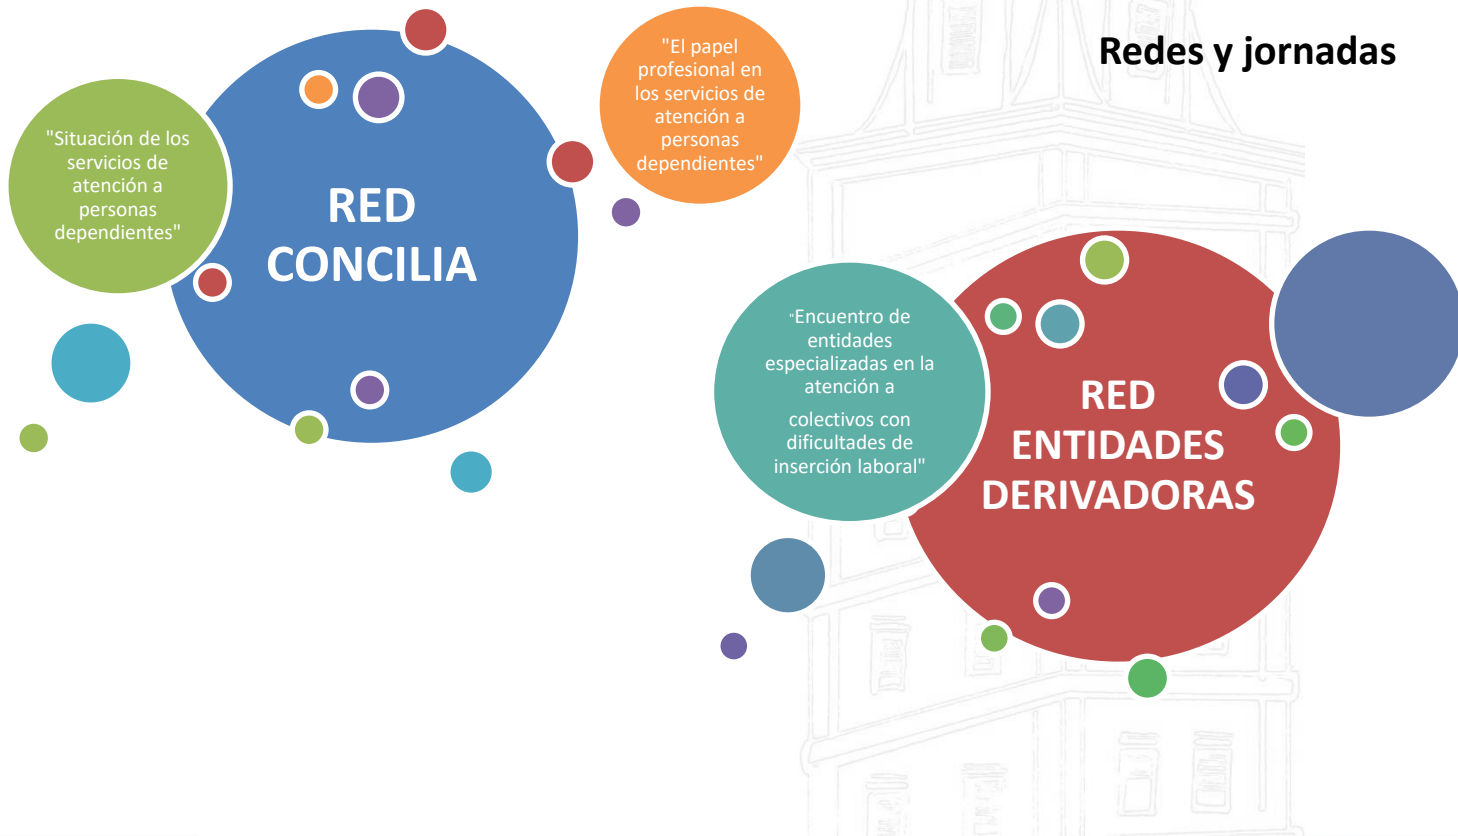 Redes y jornadas
"Situación de los
servicios de
atención a
personas
dependientes"
RED
CONCILIA
"El papel
profesional en
los servicios de
atención a
personas
dependientes"
"Encuentro de
entidades
especializadas en la
atención a
colectivos con
dificultades de
inserción laboral"
RED
ENTIDADES
DERIVADORAS